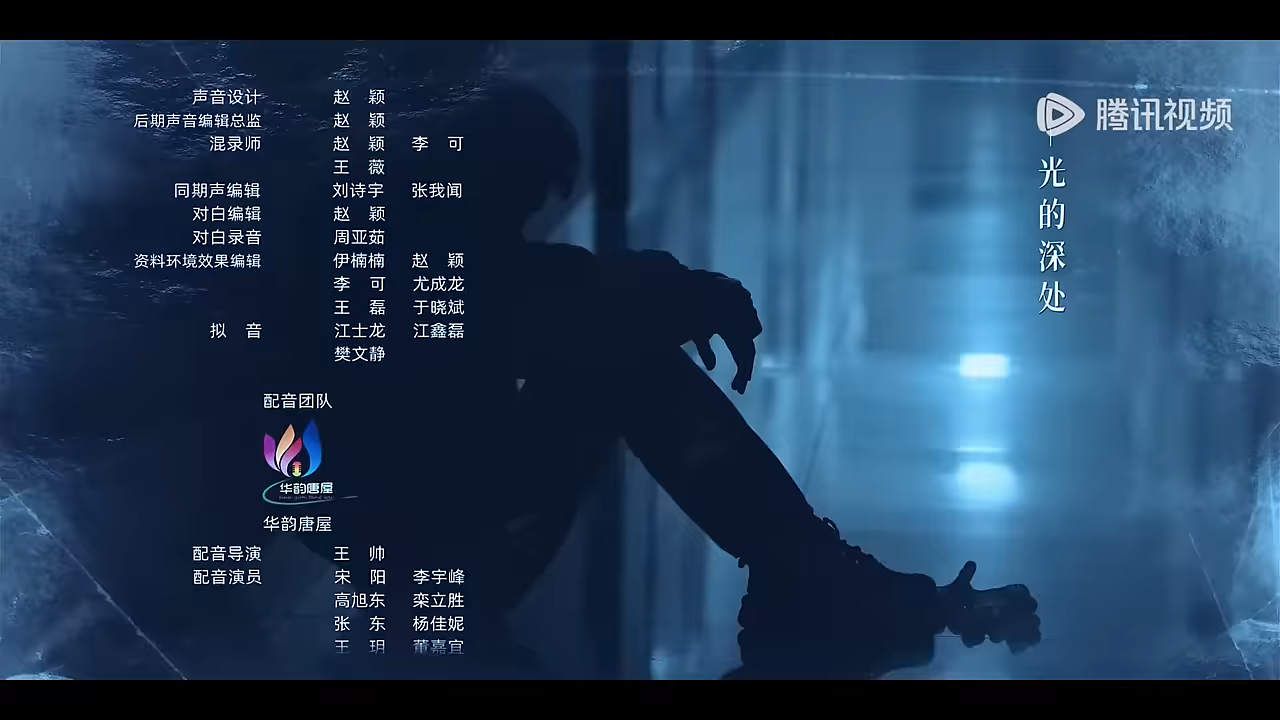 声音设计 赵 颖
后期声音编辑总监 赵 颖
混录师 赵 颖 李 可
王 薇
同期声编辑 刘诗宇 张我闻
对白编辑 赵 颖
对白录音 周亚茹
资料环境效果编辑 伊楠楠 赵 颖
李 可 尤成龙
王 磊 于晓斌
拟 音 江士龙 江鑫磊
樊文静
配音团队
华韵唐屋
华韵唐屋
配音导演 王 帅
配音演员 宋 阳 李宇峰
高旭东 栾立胜
张 东 杨佳妮
王 玥 董嘉宜
腾讯视频
光的深处